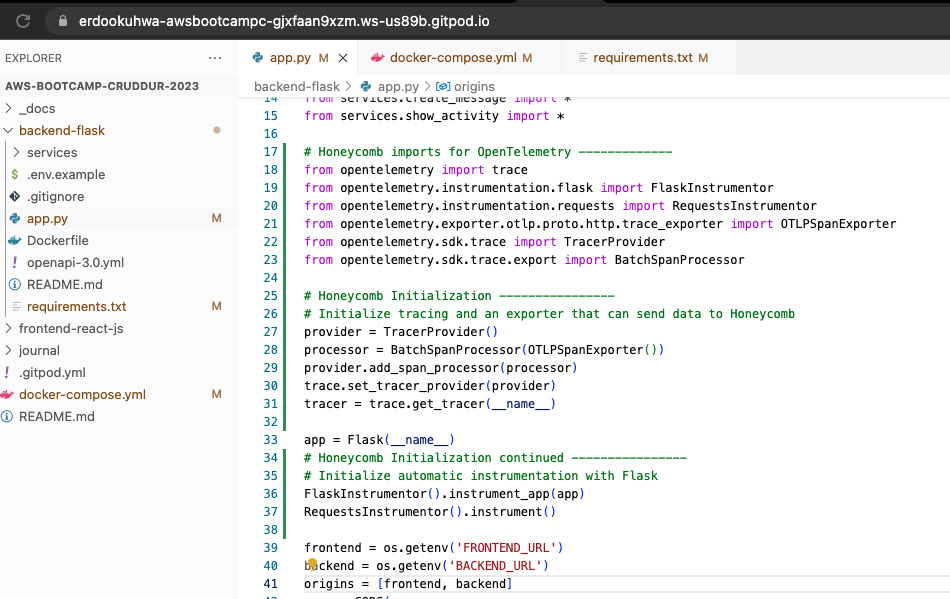 erdookuhwa-awsbootcampc-gjxfaan9xzm.ws-us89b.gitpod.io
EXPLORER ···
AWS-BOOTCAMP-CRUDDUR-2023
> _docs
backend-flask
> services
$ .env.example
.gitignore
app.py M
Dockerfile
! openapi-3.0.yml
README.md
requirements.txt M
> frontend-react-js
> journal
! .gitpod.yml
docker-compose.yml M
README.md
app.py M × docker-compose.yml M requirements.txt M
backend-flask > app.py > origins
14 from services.create_message import *
15 from services.show_activity import *
16
17 # Honeycomb imports for OpenTelemetry -------------
18 from opentelemetry import trace
19 from opentelemetry.instrumentation.flask import FlaskInstrumentor
20 from opentelemetry.instrumentation.requests import RequestsInstrumentor
21 from opentelemetry.exporter.otlp.proto.http.trace_exporter import OTLPSpanExporter
22 from opentelemetry.sdk.trace import TracerProvider
23 from opentelemetry.sdk.trace.export import BatchSpanProcessor
24
25 # Honeycomb Initialization ----------------
26 # Initialize tracing and an exporter that can send data to Honeycomb
27 provider = TracerProvider()
28 processor = BatchSpanProcessor(OTLPSpanExporter())
29 provider.add_span_processor(processor)
30 trace.set_tracer_provider(provider)
31 tracer = trace.get_tracer(__name__)
32
33 app = Flask(__name__)
34 # Honeycomb Initialization continued ----------------
35 # Initialize automatic instrumentation with Flask
36 FlaskInstrumentor().instrument_app(app)
37 RequestsInstrumentor().instrument()
38
39 frontend = os.getenv('FRONTEND_URL')
40 backend = os.getenv('BACKEND_URL')
41 origins = [frontend, backend]